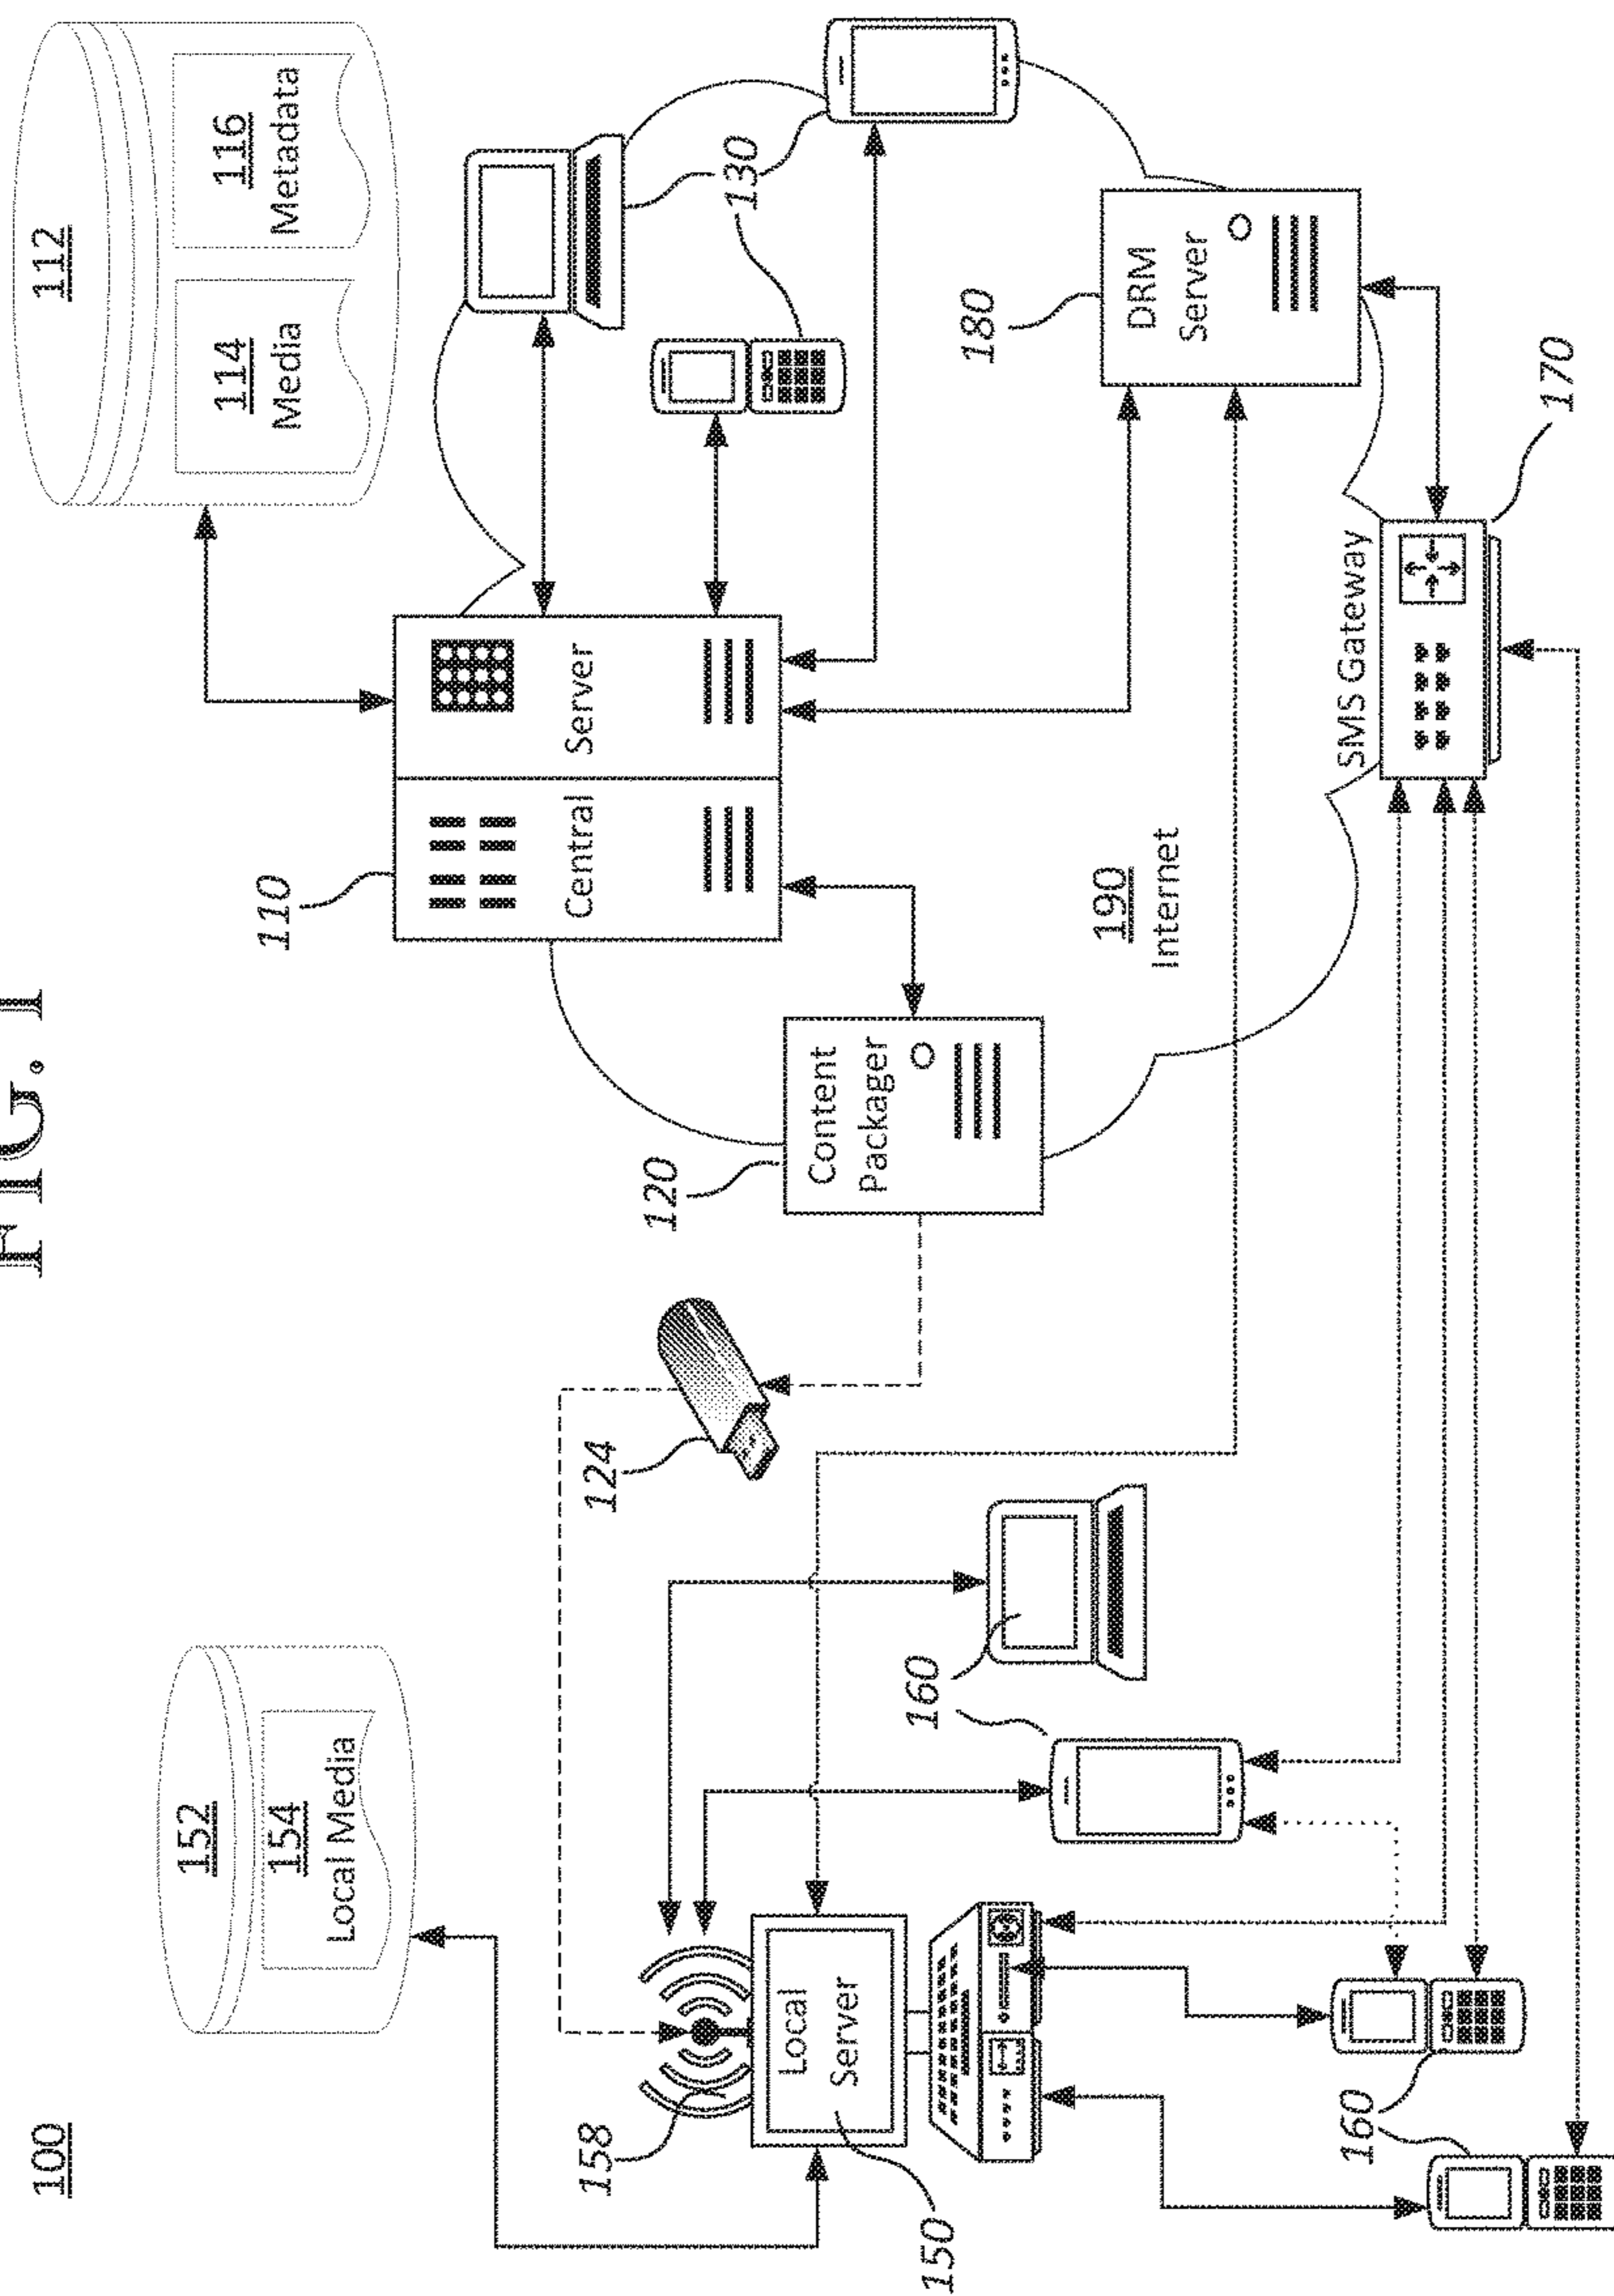 FIG. 1
100
152
154
Local Media
112
114
Media
116
Metadata
110
Central
Server
130
158
Local
Server
150
124
120
Content
Packager
160
190
Internet
180
DRM
Server
SMS Gateway
170
160